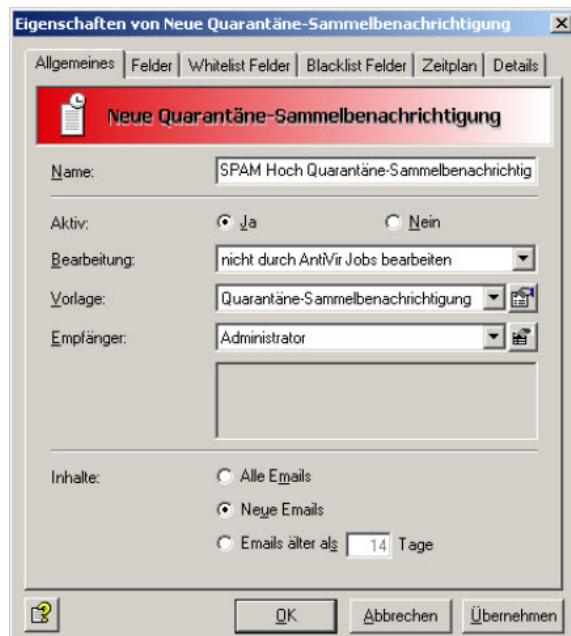 Eigenschaften von Neue Quarantäne-Sammelbenachrichtigung
Allgemeines Felder Whitelist Felder Blacklist Felder Zeitplan Details
Neue Quarantäne-Sammelbenachrichtigung
Name: SPAM Hoch Quarantäne-Sammelbenachrichtig
Aktiv: Ja Nein
Bearbeitung: nicht durch AntiVir Jobs bearbeiten
Vorlage: Quarantäne-Sammelbenachrichtigung
Empfänger: Administrator
Inhalte: Alle Emails
Neue Emails
Emails älter als 14 Tage
OK Abbrechen Übernehmen